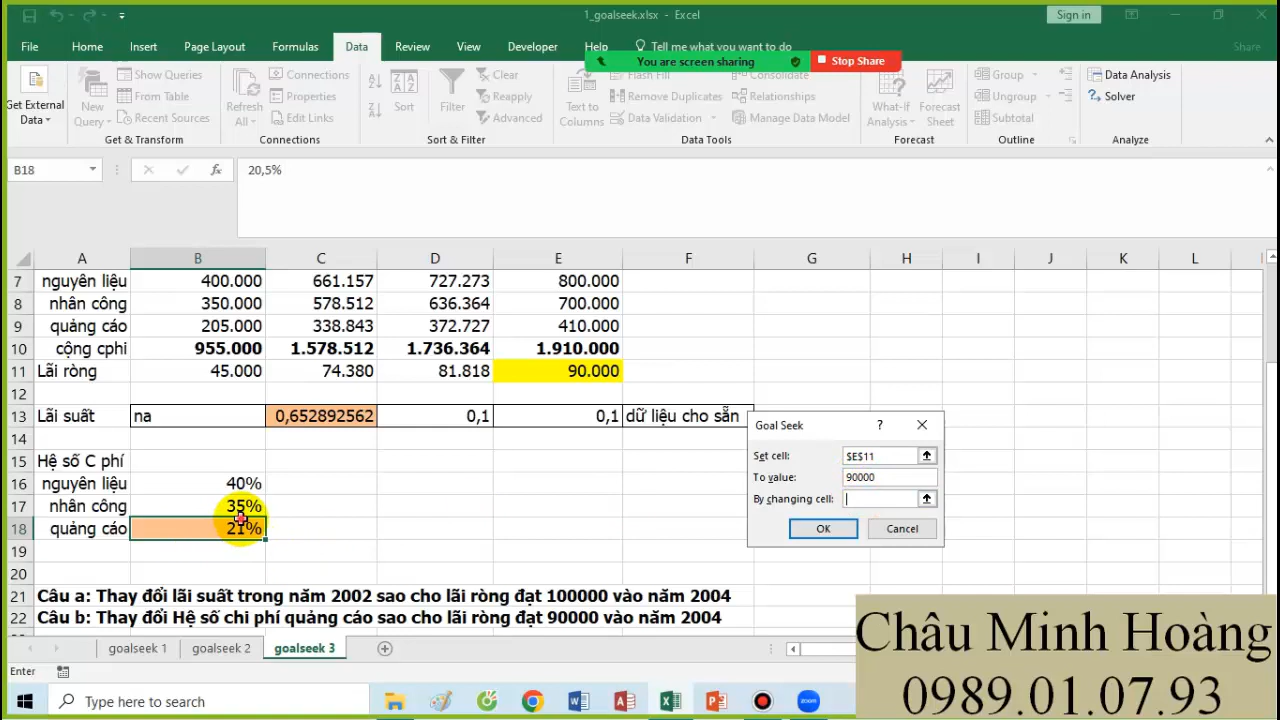 1_goalseek.xlsx - Excel
Sign in
File Home Insert Page Layout Formulas Data Review View Developer Help Tell me what you want to do Share
You are screen sharing Stop Share
Get External Data
New Query
Show Queries
From Table
Recent Sources
Get & Transform
Refresh All
Connections
Properties
Edit Links
Connections
Sort
Filter
Clear
Reapply
Advanced
Sort & Filter
Text to Columns
Flash Fill
Remove Duplicates
Data Validation
Consolidate
Relationships
Manage Data Model
Data Tools
What-If Analysis
Forecast Sheet
Forecast
Group
Ungroup
Subtotal
Outline
Data Analysis
Solver
Analyze
B18 fx 20,5%
A B C D E F G H I J K L
7 nguyên liệu 400.000 661.157 727.273 800.000
8 nhân công 350.000 578.512 636.364 700.000
9 quảng cáo 205.000 338.843 372.727 410.000
10 cộng cphi 955.000 1.578.512 1.736.364 1.910.000
11 Lãi ròng 45.000 74.380 81.818 90.000
12
13 Lãi suất na 0,652892562 0,1 0,1 dữ liệu cho sẵn
14
15 Hệ số C phí
16 nguyên liệu 40%
17 nhân công 35%
18 quảng cáo 21%
19
20
21 Câu a: Thay đổi lãi suất trong năm 2002 sao cho lãi ròng đạt 100000 vào năm 2004
22 Câu b: Thay đổi Hệ số chi phí quảng cáo sao cho lãi ròng đạt 90000 vào năm 2004
Goal Seek ?
Set cell: $E$11
To value: 90000
By changing cell:
OK Cancel
goalseek 1 goalseek 2 goalseek 3
Enter
Type here to search
zoom
Châu Minh Hoàng
0989.01.07.93